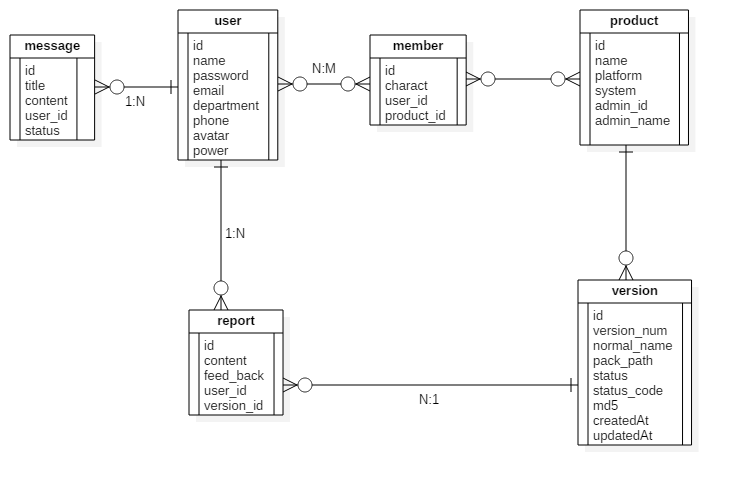 message
id
title
content
user_id
status
1:N
user
id
name
password
email
department
phone
avatar
power
N:M
member
id
charact
user_id
product_id
product
id
name
platform
system
admin_id
admin_name
1:N
report
id
content
feed_back
user_id
version_id
N:1
version
id
version_num
normal_name
pack_path
status
status_code
md5
createdAt
updatedAt